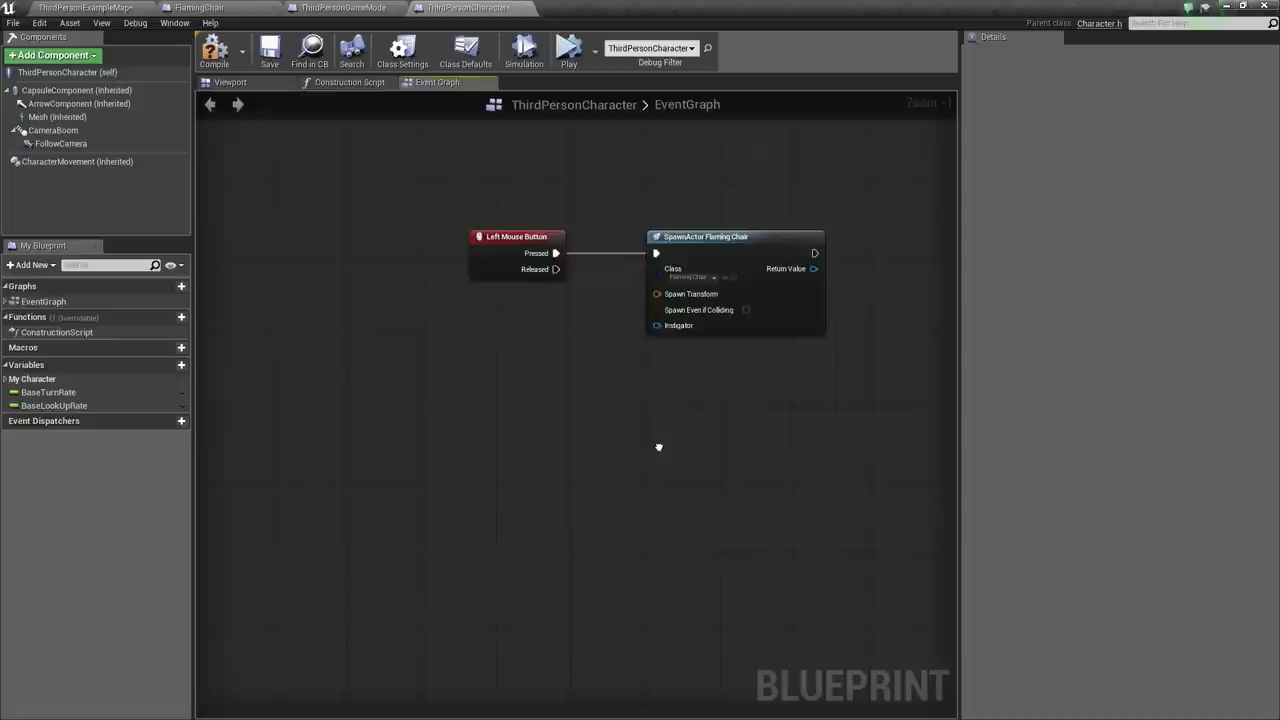 ThirdPersonExampleMap*
FlamingChair
ThirdPersonGameMode
ThirdPersonCharacter*
File Edit Asset View Debug Window Help
Parent class: Character.h
Components
Details
+Add Component
Compile
Save
Find in CB
Search
Class Settings
Class Defaults
Simulation
Play
ThirdPersonCharacter
Debug Filter
ThirdPersonCharacter (self)
Viewport
Construction Script
Event Graph
CapsuleComponent (Inherited)
ArrowComponent (Inherited)
Mesh (Inherited)
CameraBoom
FollowCamera
CharacterMovement (Inherited)
ThirdPersonCharacter > EventGraph
Zoom -1
My Blueprint
+Add New
Search
Graphs
EventGraph
Functions (1 Overridable)
ConstructionScript
Macros
Variables
My Character
BaseTurnRate
BaseLookUpRate
Event Dispatchers
Left Mouse Button
Pressed
Released
SpawnActor Flaming Chair
Class
Flaming Chair
Return Value
Spawn Transform
Spawn Even if Colliding
Instigator
BLUEPRINT